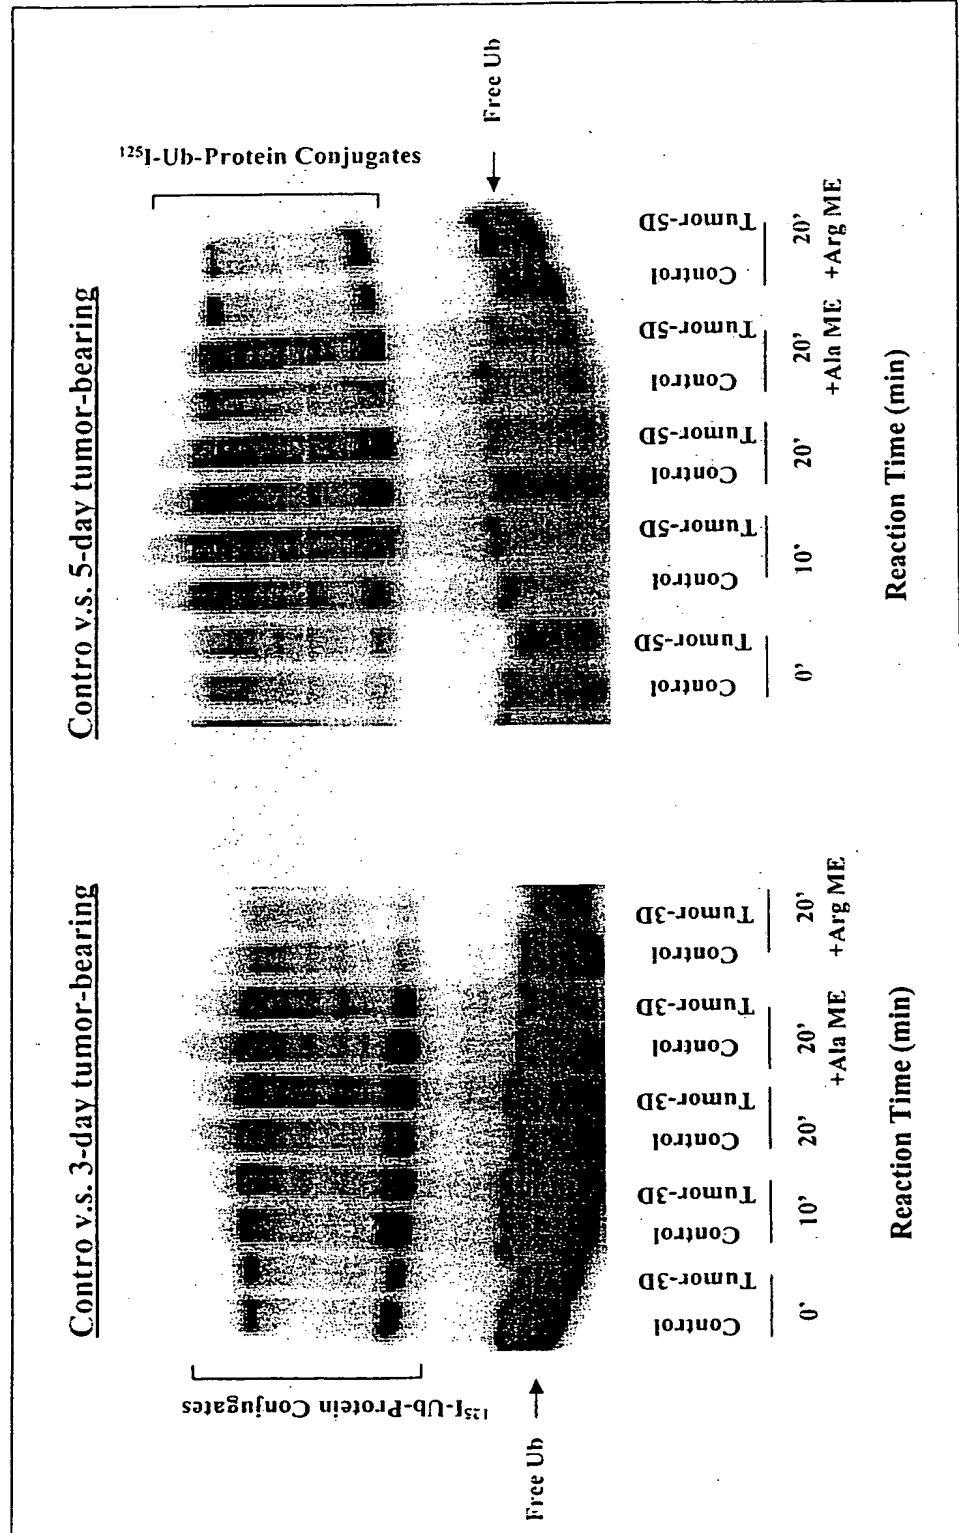 Contro v.s. 3-day tumor-bearing
¹²⁵I-Ub-Protein Conjugates
Free Ub →
Control
Tumor-3D
Control
Tumor-3D
Control
Tumor-3D
Control
Tumor-3D
Control
Tumor-3D
0' 10' 20' 20' 20'
+Ala ME +Arg ME
Reaction Time (min)
Contro v.s. 5-day tumor-bearing
¹²⁵I-Ub-Protein Conjugates
← Free Ub
Control
Tumor-5D
Control
Tumor-5D
Control
Tumor-5D
Control
Tumor-5D
Control
Tumor-5D
0' 10' 20' 20' 20'
+Ala ME +Arg ME
Reaction Time (min)